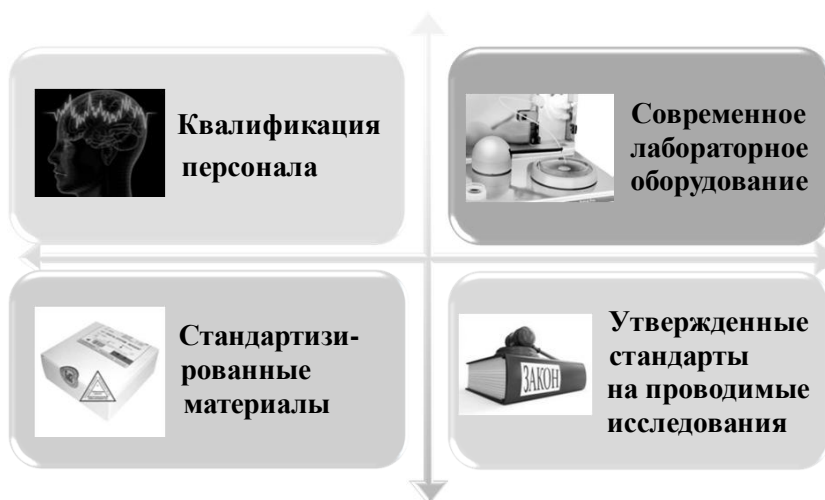 Квалификация
персонала
Современное
лабораторное
оборудование
Стандартизи-
рованные
материалы
ЗАКОН
Утвержденные
стандарты
на проводимые
исследования